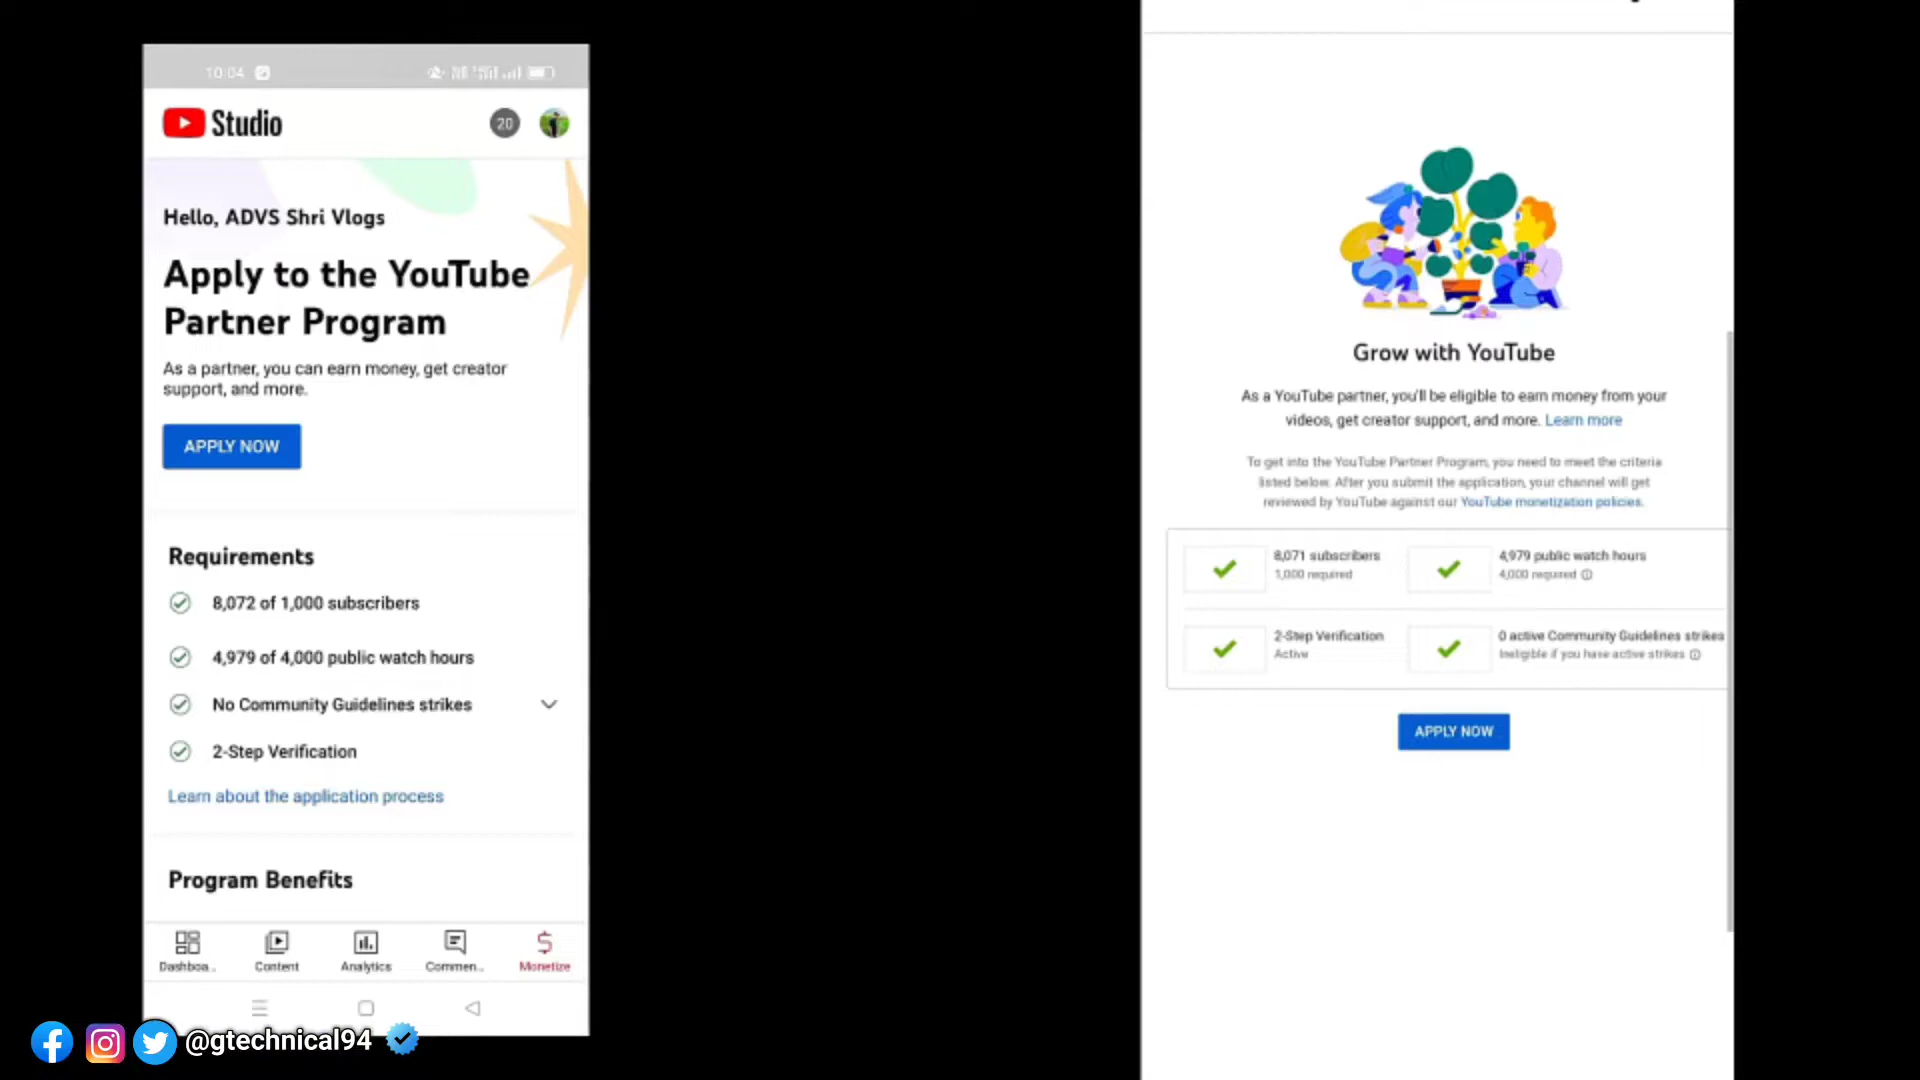 10:04
Studio
20
Hello, ADVS Shri Vlogs
Apply to the YouTube
Partner Program
As a partner, you can earn money, get creator
support, and more.
APPLY NOW
Requirements
8,072 of 1,000 subscribers
4,979 of 4,000 public watch hours
No Community Guidelines strikes
2-Step Verification
Learn about the application process
Program Benefits
Dashboa...
Content
Analytics
Commen...
Monetize
@gtechnical94
Grow with YouTube
As a YouTube partner, you'll be eligible to earn money from your
videos, get creator support, and more. Learn more
To get into the YouTube Partner Program, you need to meet the criteria
listed below. After you submit the application, your channel will get
reviewed by YouTube against our YouTube monetization policies.
8,071 subscribers
1,000 required
4,979 public watch hours
4,000 required
2-Step Verification
Active
0 active Community Guidelines strikes
Ineligible if you have active strikes
APPLY NOW